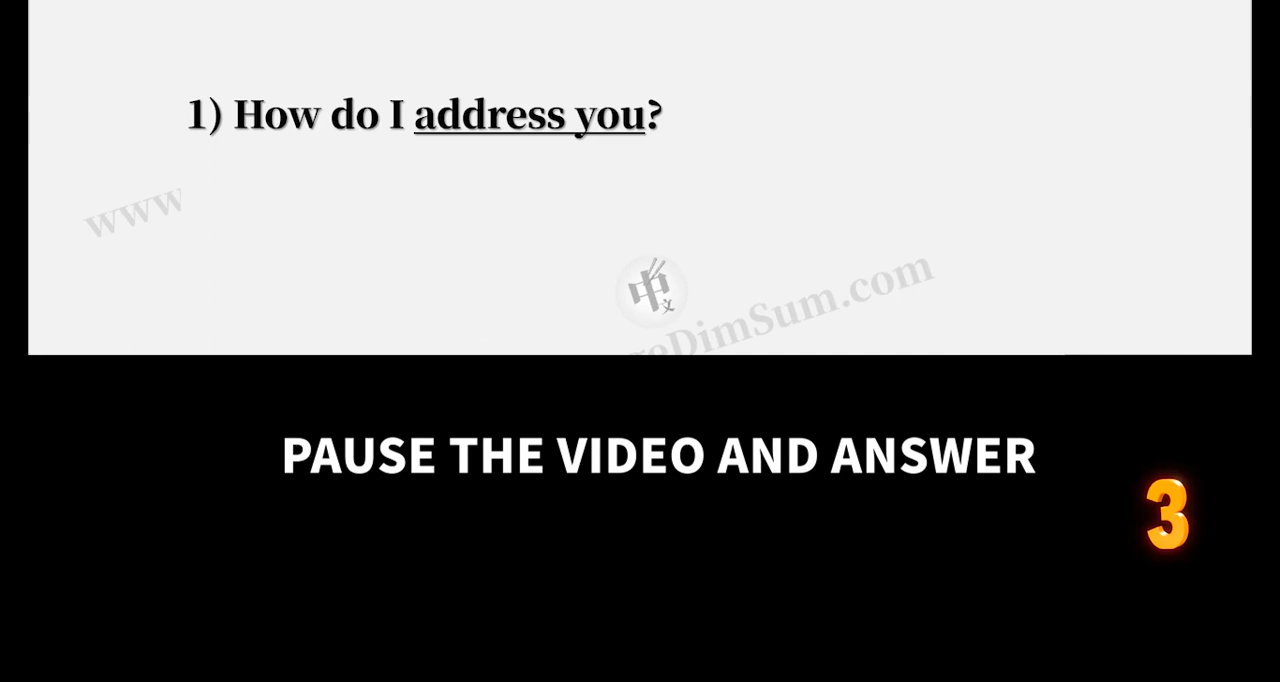 1) How do I address you?
www
中
文
DimSum.com
PAUSE THE VIDEO AND ANSWER
3